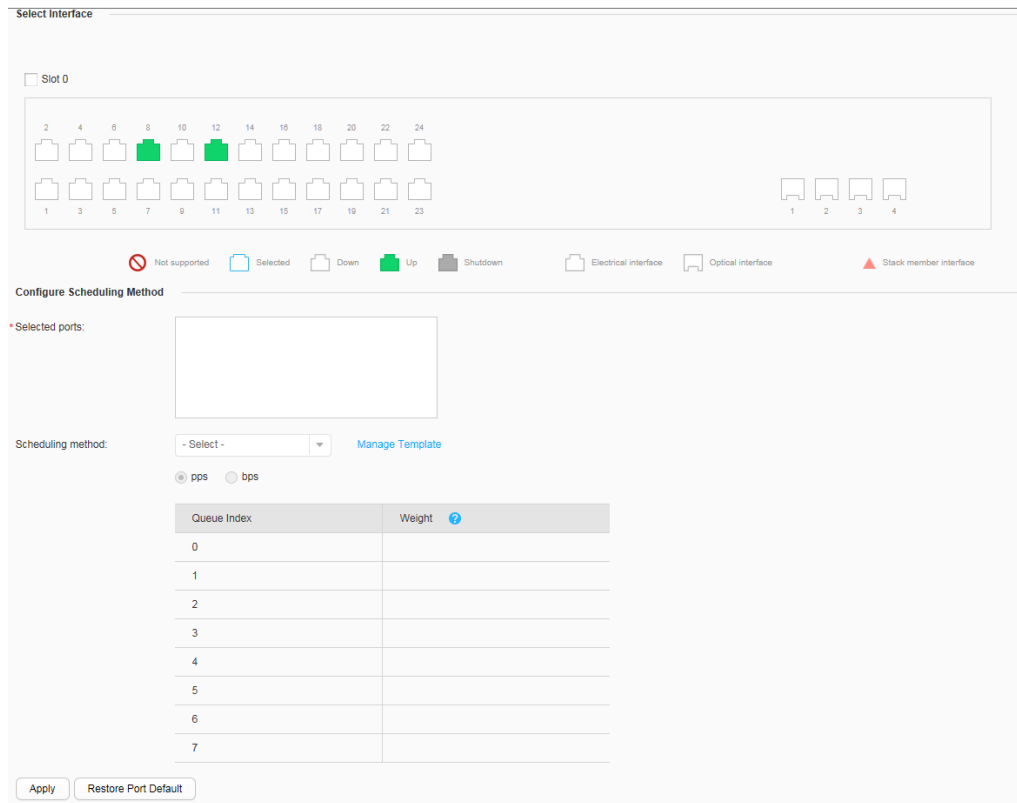 Select Interface
Slot 0
2 4 6 8 10 12 14 16 18 20 22 24
1 3 5 7 9 11 13 15 17 19 21 23 1 2 3 4
Not supported Selected Down Up Shutdown Electrical interface Optical interface Stack member interface
Configure Scheduling Method
* Selected ports:
Scheduling method: - Select - Manage Template
pps bps
Queue Index Weight ?
0
1
2
3
4
5
6
7
Apply Restore Port Default